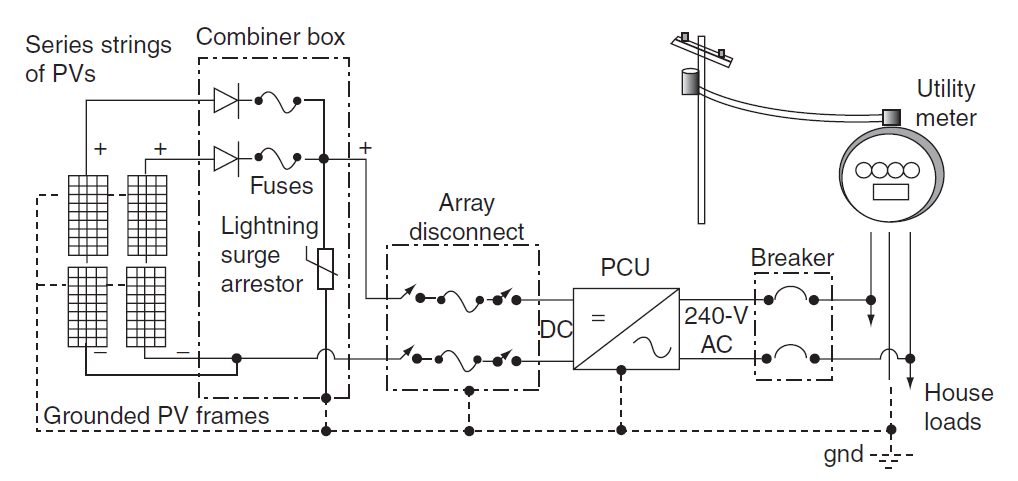 Series strings
of PVs
Combiner box
Utility
meter
+
+
+
Fuses
Lightning
surge
arrestor
Array
disconnect
PCU
Breaker
=
DC
240-V
AC
–
–
House
loads
Grounded PV frames
gnd